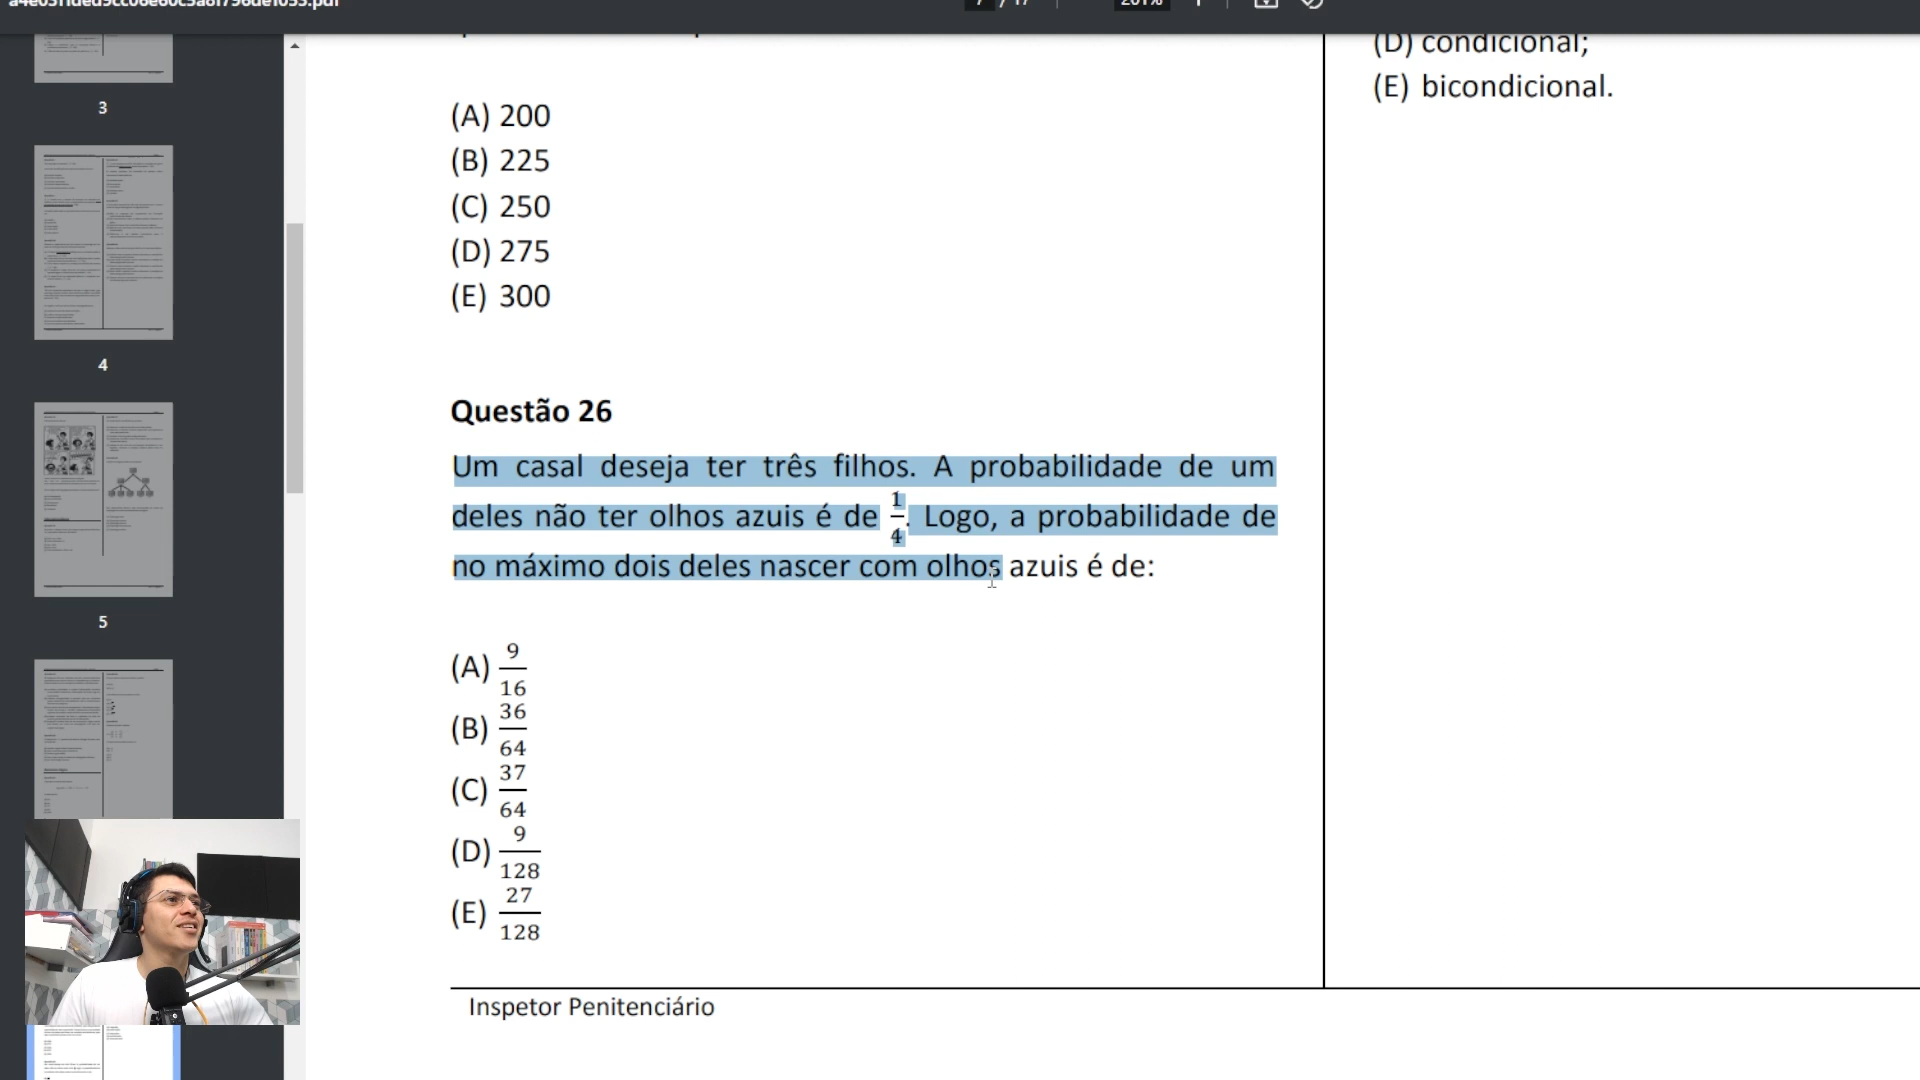 3
4
5
(A) 200
(B) 225
(C) 250
(D) 275
(E) 300
Questão 26
Um casal deseja ter três filhos. A probabilidade de um
deles não ter olhos azuis é de 1/4. Logo, a probabilidade de
no máximo dois deles nascer com olhos azuis é de:
(A) 9/16
(B) 36/64
(C) 37/64
(D) 9/128
(E) 27/128
Inspetor Penitenciário
(D) condicional;
(E) bicondicional.